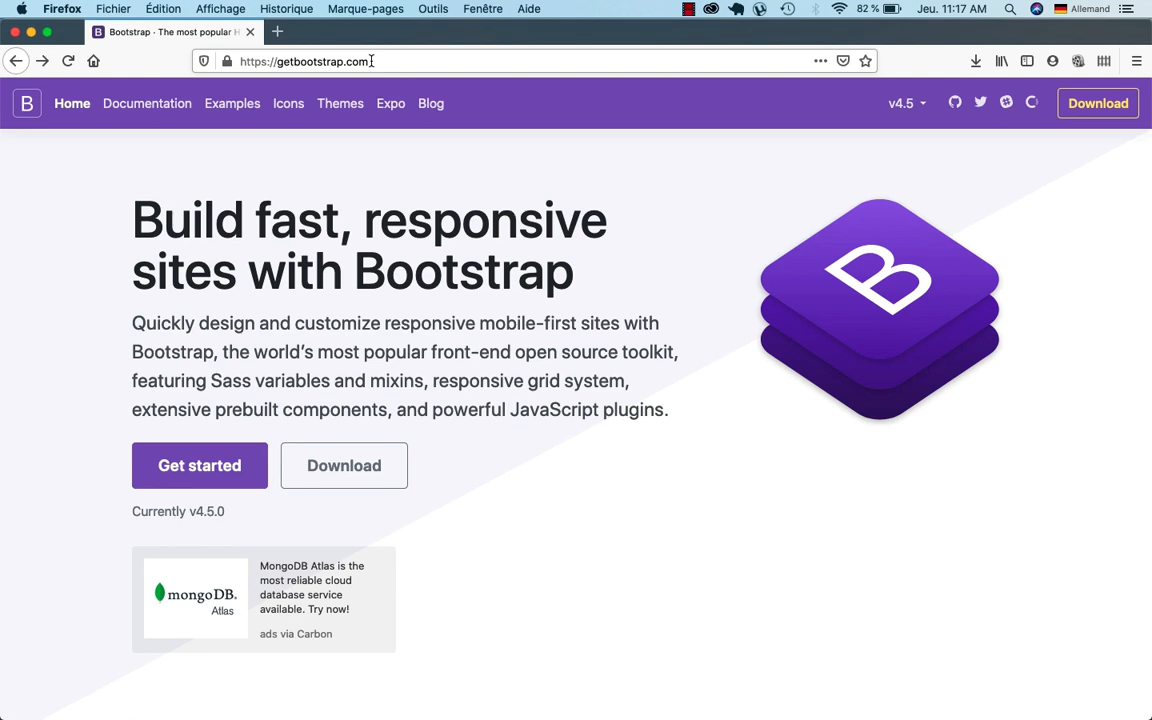 Firefox Fichier Édition Affichage Historique Marque-pages Outils Fenêtre Aide 82 % Jeu. 11:17 AM Allemand
Bootstrap · The most popular H
https://getbootstrap.com
B Home Documentation Examples Icons Themes Expo Blog v4.5 Download
Build fast, responsive
sites with Bootstrap
Quickly design and customize responsive mobile-first sites with
Bootstrap, the world's most popular front-end open source toolkit,
featuring Sass variables and mixins, responsive grid system,
extensive prebuilt components, and powerful JavaScript plugins.
B
Get started Download
Currently v4.5.0
mongoDB.
Atlas
MongoDB Atlas is the
most reliable cloud
database service
available. Try now!
ads via Carbon